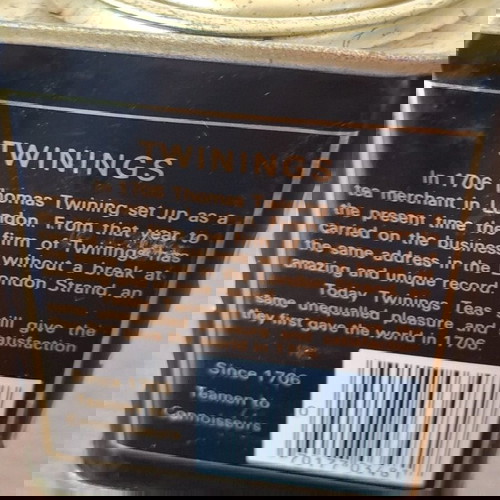 TWININGS
In 1706
Thomas Twining set up as a
tea merchant in
London. From that year to
the present time
the firm of Twinings has
carried on the business
without a break at
the same address in the
London Strand, an
amazing and unique record.
Today Twinings' Teas
still give the
same unequalled pleasure and
satisfaction
they first gave the world in 1706.
Since 1706
Teamen to
Connoisseurs